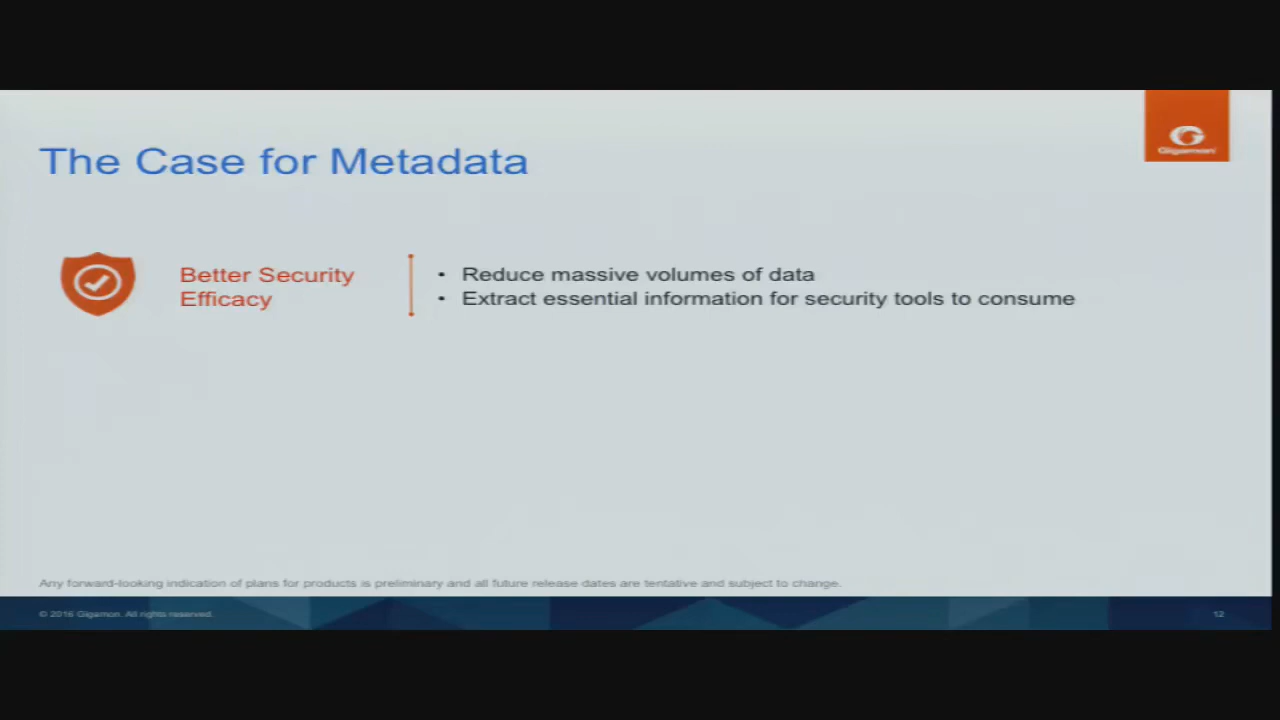 The Case for Metadata
Gigamon
Better Security
Efficacy
• Reduce massive volumes of data
• Extract essential information for security tools to consume
Any forward-looking indication of plans for products is preliminary and all future release dates are tentative and subject to change.
© 2016 Gigamon. All rights reserved.
12